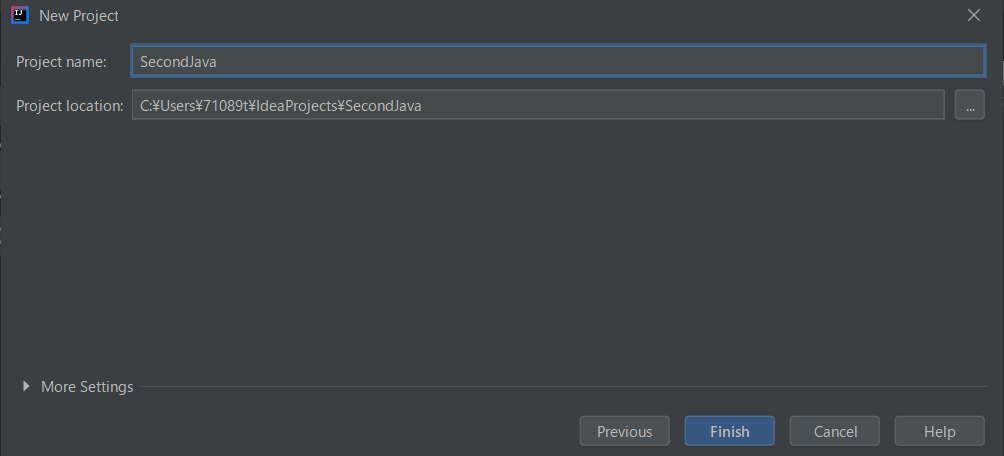 New Project
Project name: SecondJava
Project location: C:¥Users¥71089t¥IdeaProjects¥SecondJava ...
More Settings
Previous Finish Cancel Help